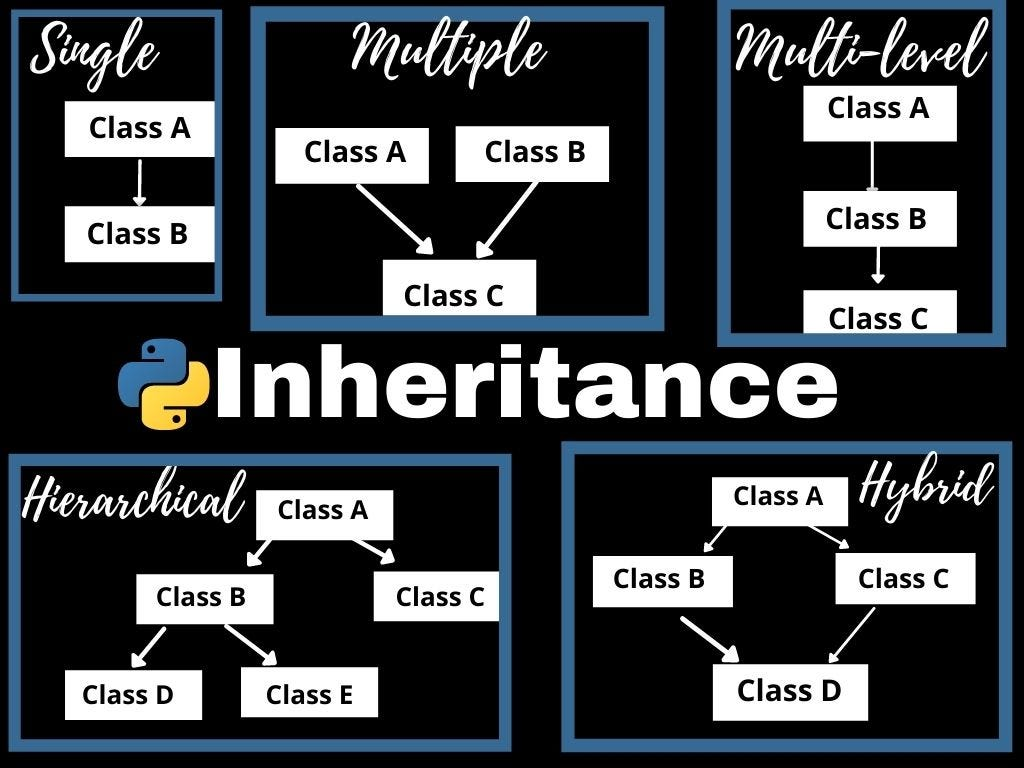 Single
Class A
Class B
Multiple
Class A Class B
Class C
Multi-level
Class A
Class B
Class C
Inheritance
Hierarchical
Class A
Class B Class C
Class D Class E
Hybrid
Class A
Class B Class C
Class D